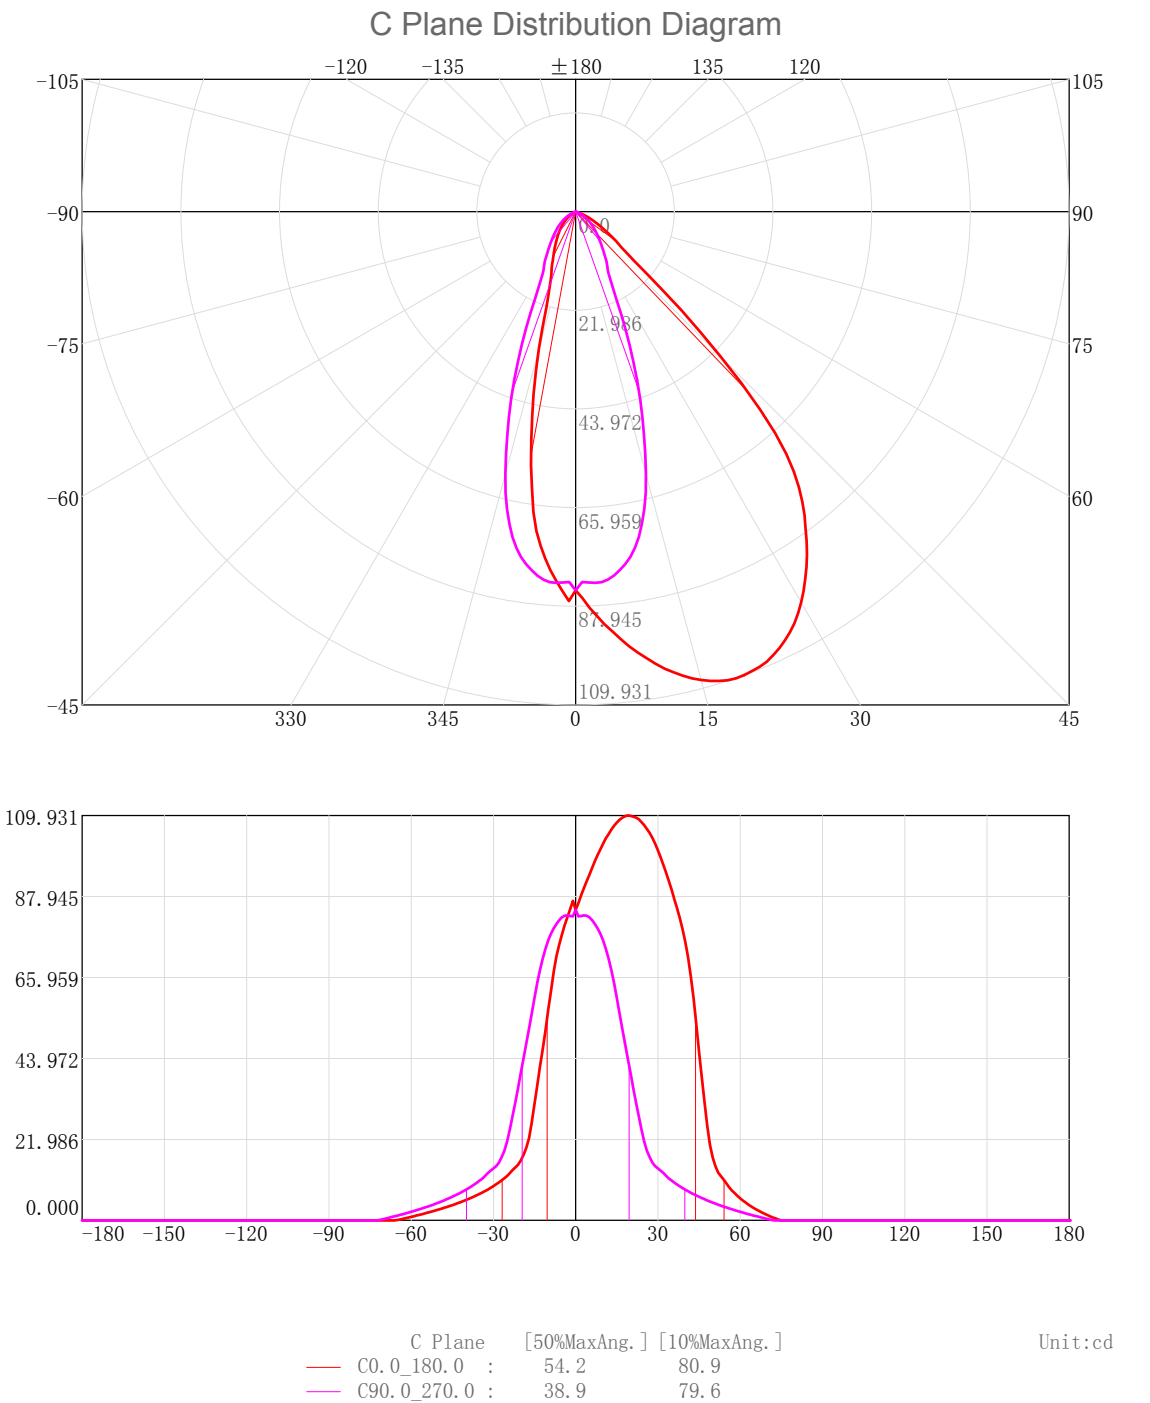 C Plane Distribution Diagram
-120 -135 ±180 135 120
-105 105
-90 90
0.0
21.986
-75 75
43.972
-60 60
65.959
87.945
109.931
-45
330 345 0 15 30 45
109.931
87.945
65.959
43.972
21.986
0.000
-180 -150 -120 -90 -60 -30 0 30 60 90 120 150 180
C Plane [50%MaxAng.] [10%MaxAng.] Unit:cd
C0.0_180.0 : 54.2 80.9
C90.0_270.0 : 38.9 79.6